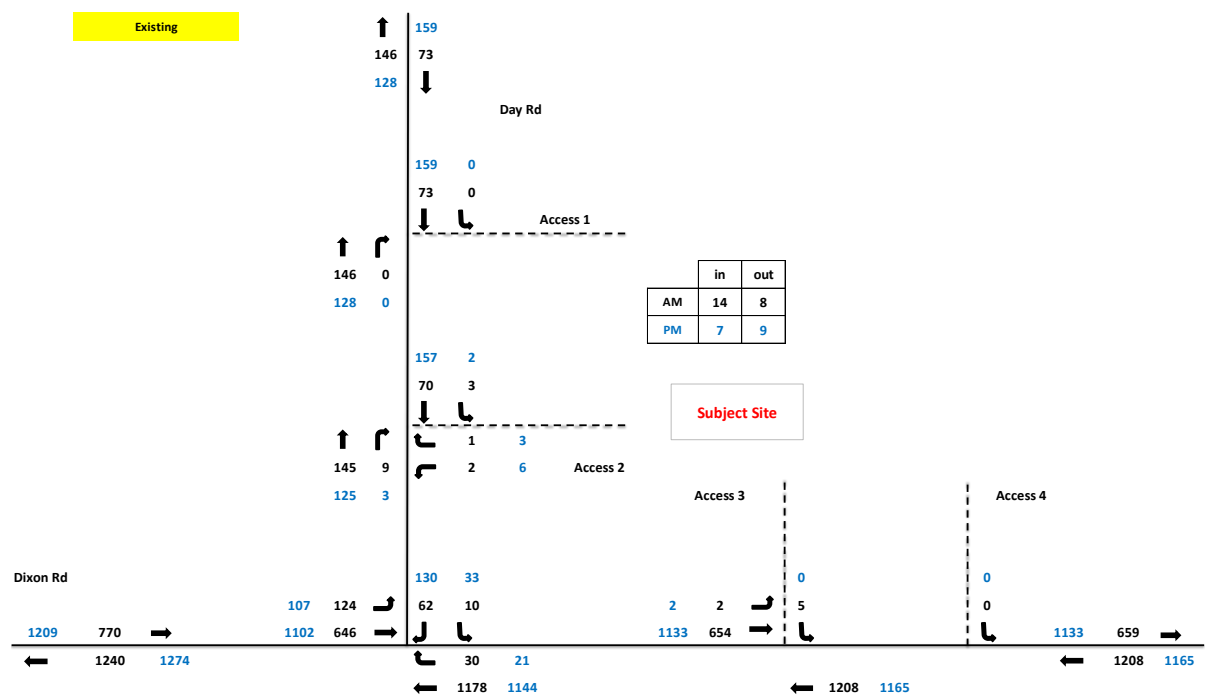 Existing
159
146 73
128
Day Rd
159 0
73 0
Access 1
146 0
128 0
in out
AM 14 8
PM 7 9
157 2
70 3
Subject Site
1 3
145 9 2 6 Access 2
125 3
Access 3 Access 4
Dixon Rd 130 33 0 0
107 124 62 10 2 2 5 0
1209 770 1102 646 1133 654 1133 659
1240 1274 30 21 1208 1165
1178 1144 1208 1165